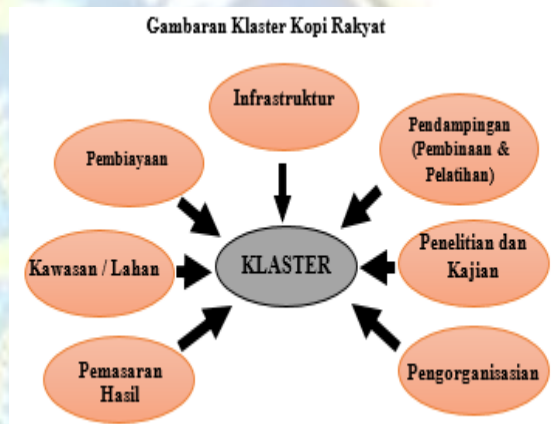 Gambaran Klaster Kopi Rakyat
Infrastruktur
Pendampingan
(Pembinaan &
Pelatihan)
Pembiayaan
Penelitian dan
Kajian
KLASTER
Kawasan / Lahan
Pemasaran
Hasil
Pengorganisasian